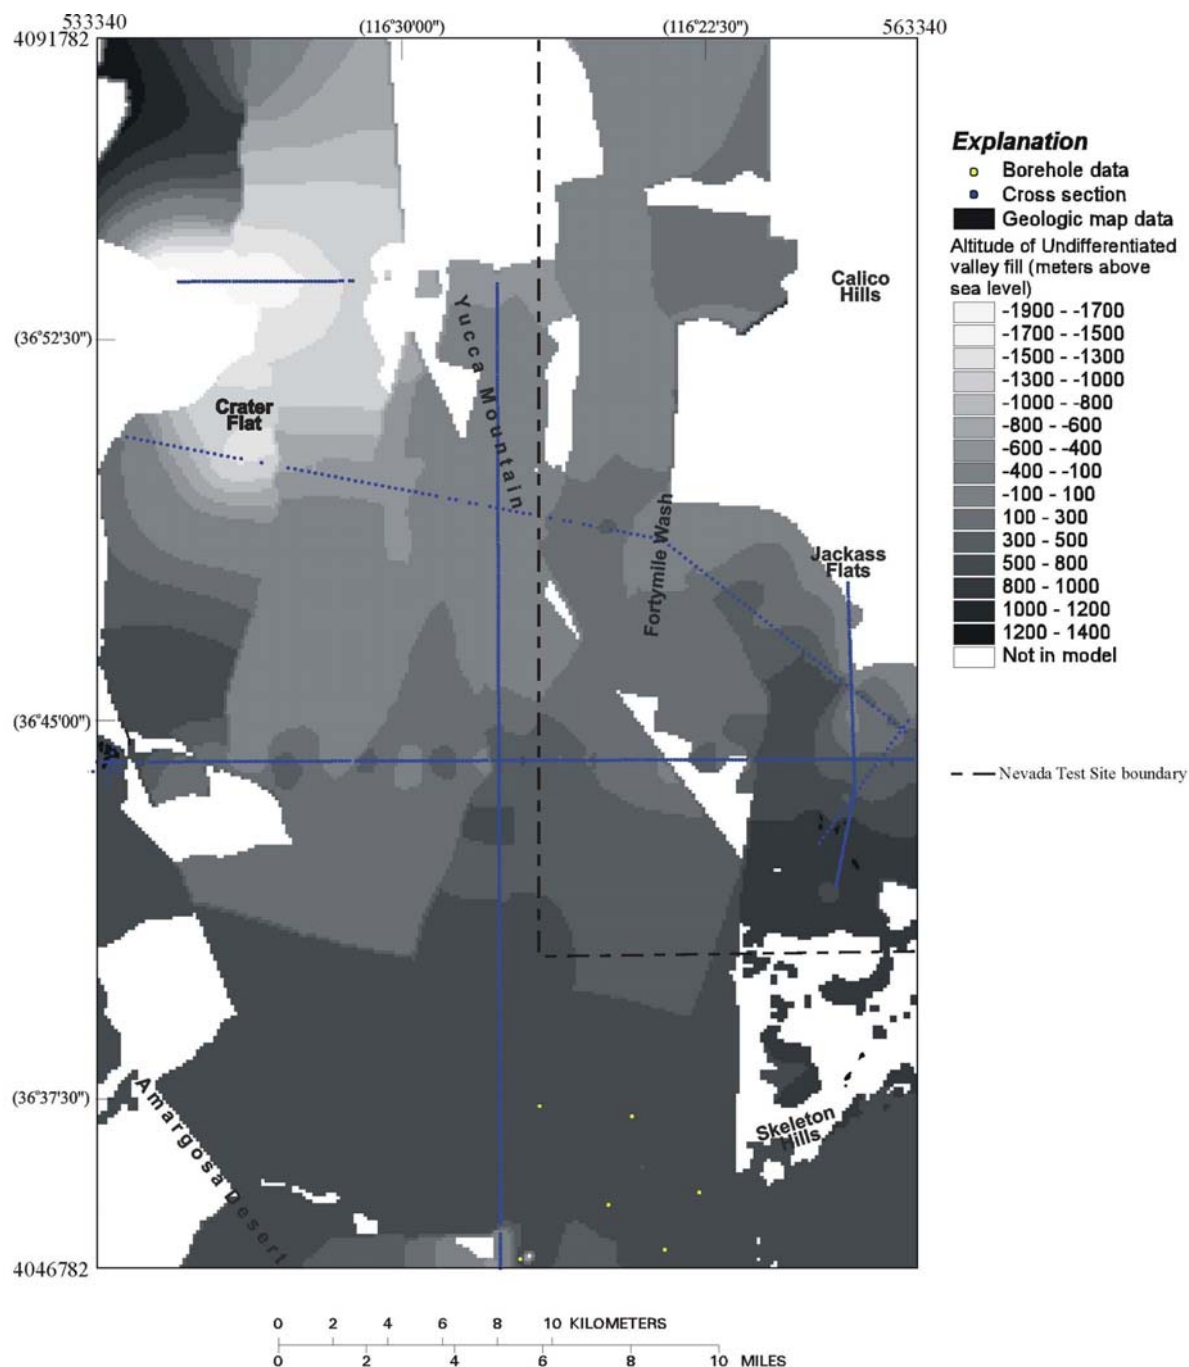 533340
(116°30'00")
(116°22'30")
563340
4091782
(36°52'30")
(36°45'00")
(36°37'30")
4046782
Calico
Hills
Yucca Mountain
Crater
Flat
Fortymile Wash
Jackass
Flats
Skeleton
Hills
Amargosa Desert
Explanation
Borehole data
Cross section
Geologic map data
Altitude of Undifferentiated
valley fill (meters above
sea level)
-1900 - -1700
-1700 - -1500
-1500 - -1300
-1300 - -1000
-1000 - -800
-800 - -600
-600 - -400
-400 - -100
-100 - 100
100 - 300
300 - 500
500 - 800
800 - 1000
1000 - 1200
1200 - 1400
Not in model
Nevada Test Site boundary
0 2 4 6 8 10 KILOMETERS
0 2 4 6 8 10 MILES